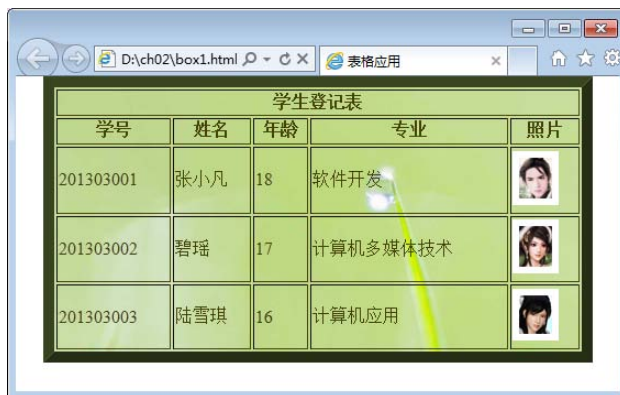 D:\ch02\box1.html
表格应用
学生登记表
学号 姓名 年龄 专业 照片
201303001 张小凡 18 软件开发
201303002 碧瑶 17 计算机多媒体技术
201303003 陆雪琪 16 计算机应用